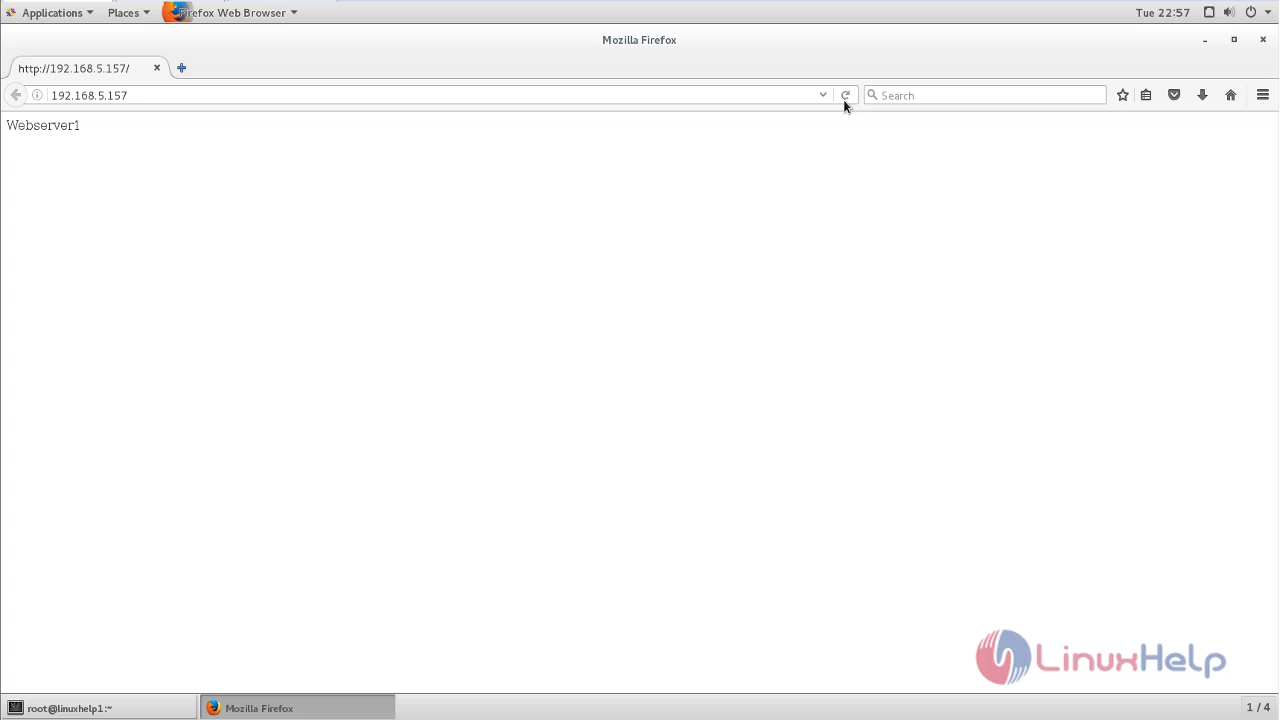 Applications Places Firefox Web Browser Tue 22:57
Mozilla Firefox
http://192.168.5.157/
192.168.5.157 Search
Webserver1
LinuxHelp
root@linuxhelp1:~ Mozilla Firefox 1 / 4